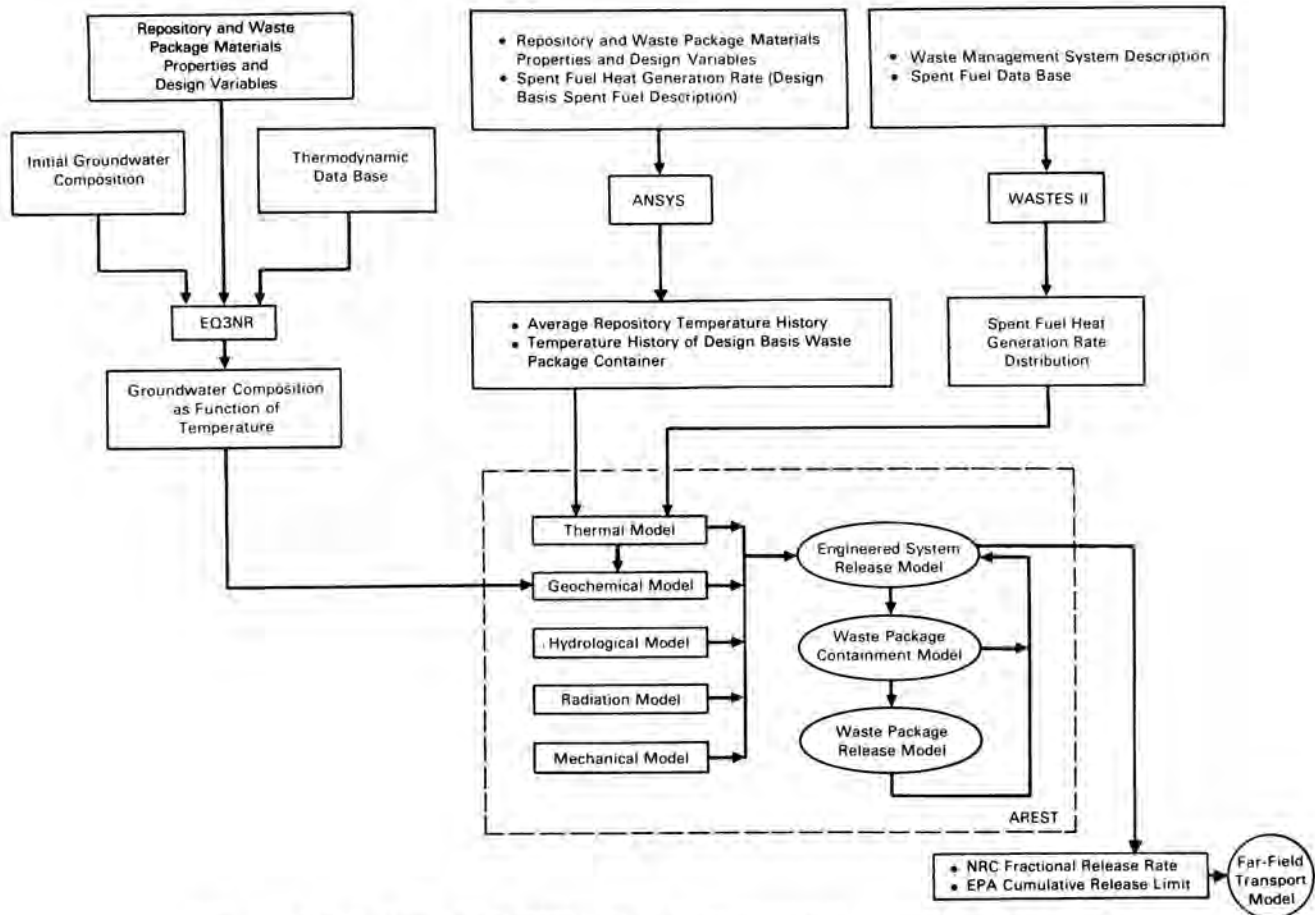 Repository and Waste
Package Materials
Properties and
Design Variables
Initial Groundwater
Composition
Thermodynamic
Data Base
EQ3NR
Groundwater Composition
as Function of
Temperature
• Repository and Waste Package Materials
Properties and Design Variables
• Spent Fuel Heat Generation Rate (Design
Basis Spent Fuel Description)
ANSYS
• Average Repository Temperature History
• Temperature History of Design Basis Waste
Package Container
• Waste Management System Description
• Spent Fuel Data Base
WASTES II
Spent Fuel Heat
Generation Rate
Distribution
Thermal Model
Geochemical Model
Hydrological Model
Radiation Model
Mechanical Model
Engineered System
Release Model
Waste Package
Containment Model
Waste Package
Release Model
AREST
• NRC Fractional Release Rate
• EPA Cumulative Release Limit
Far-Field
Transport
Model